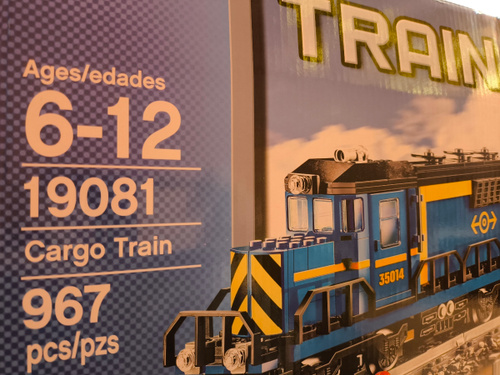 TRAIN
Ages/edades
6-12
19081
Cargo Train
967
pcs/pzs
35014